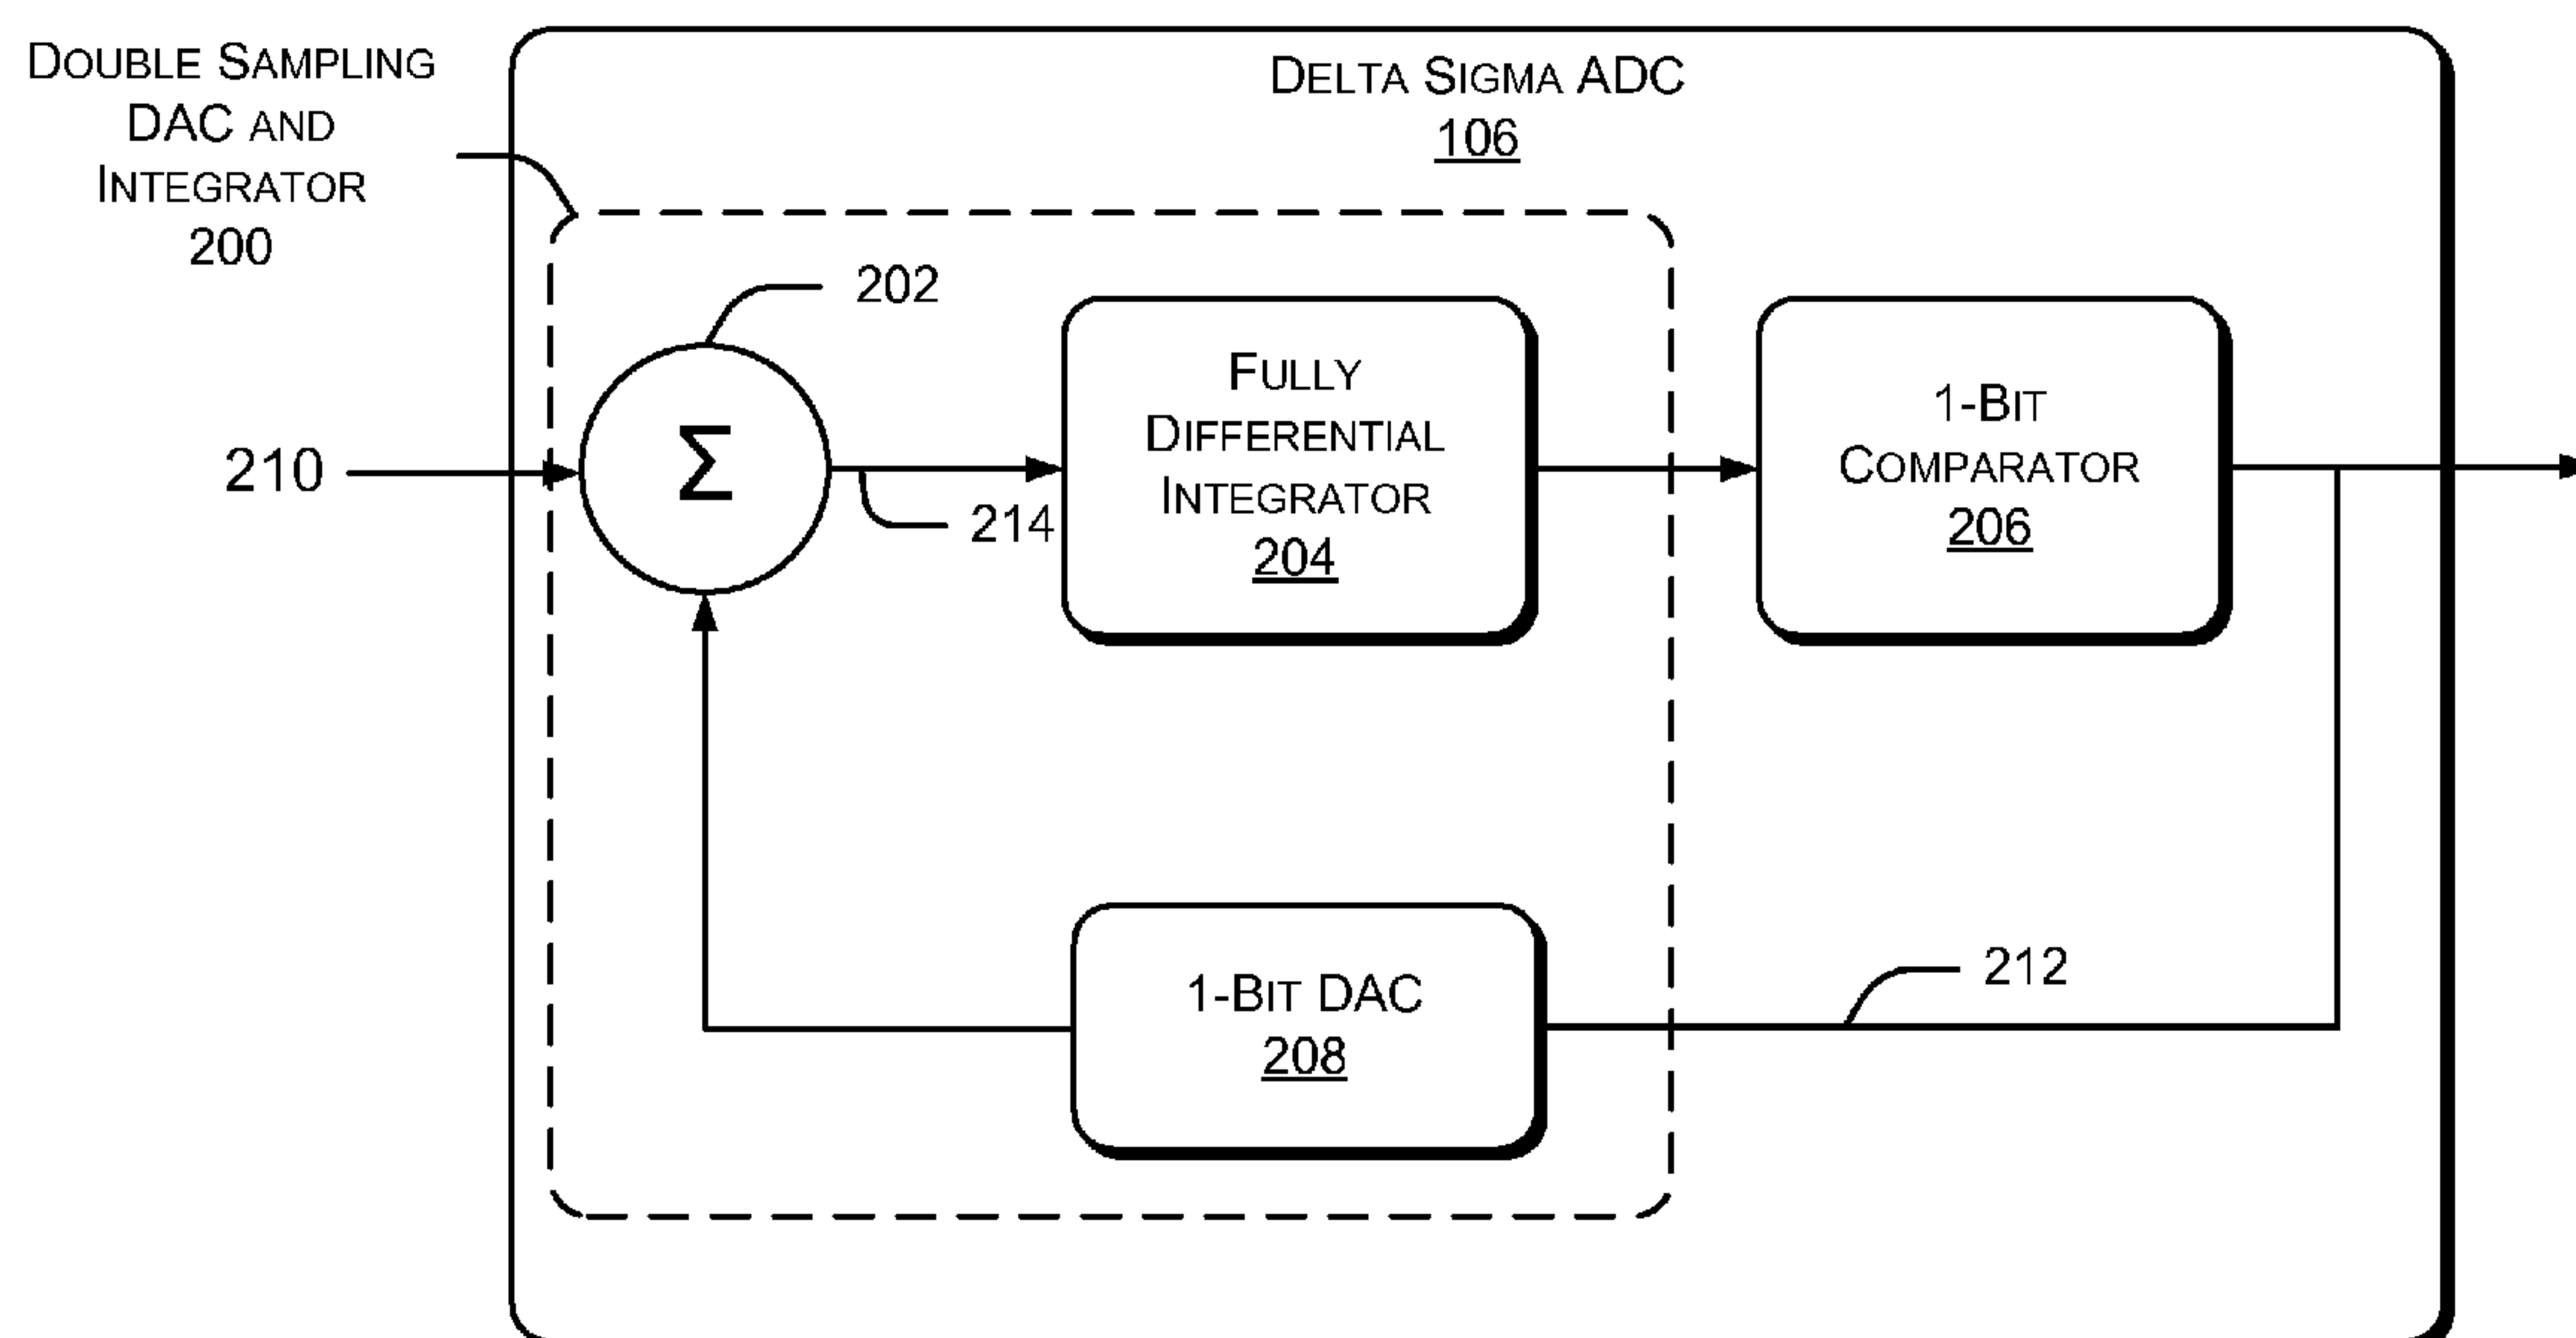 DOUBLE SAMPLING
DAC AND
INTEGRATOR
200
DELTA SIGMA ADC
106
202
210
Σ
214
FULLY
DIFFERENTIAL
INTEGRATOR
204
1-BIT
COMPARATOR
206
1-BIT DAC
208
212